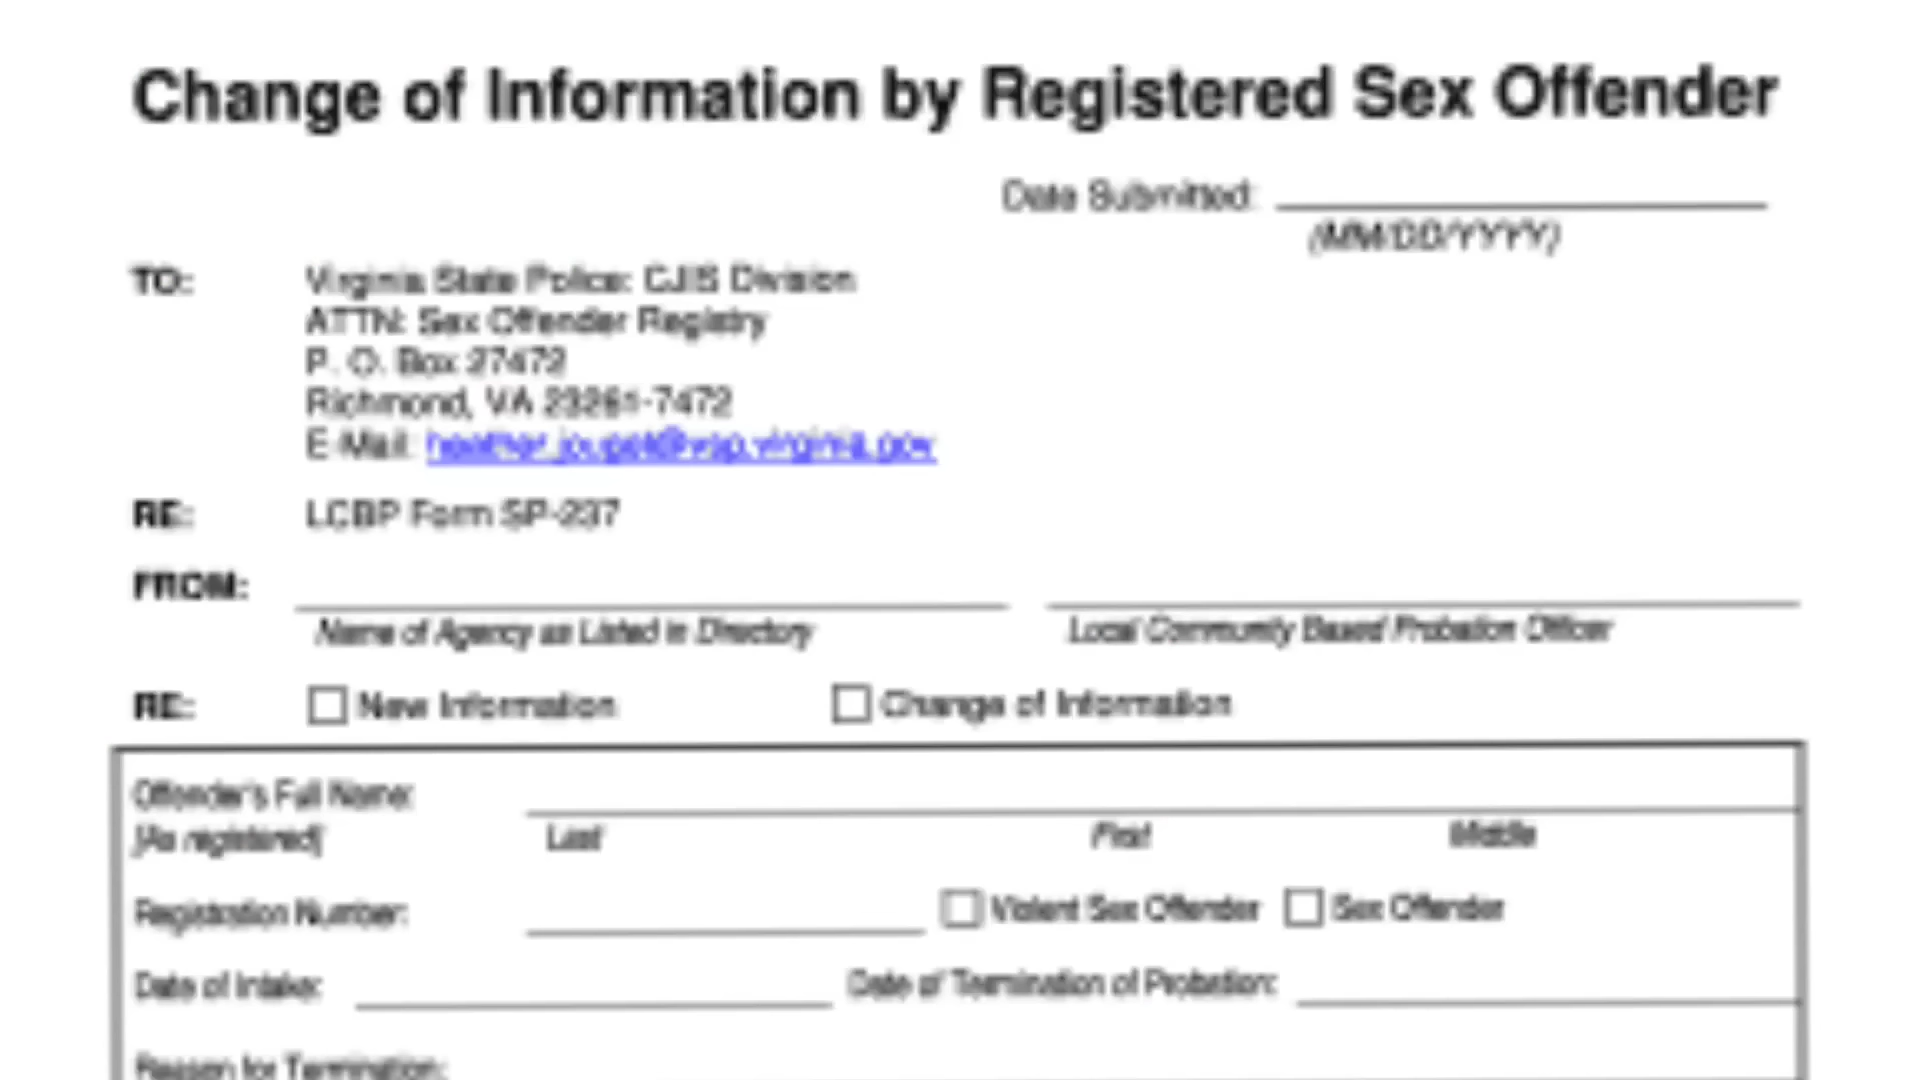 Change of Information by Registered Sex Offender
Date Submitted:
(MM/DD/YYYY)
TO: Virginia State Police: CJIS Division
ATTN: Sex Offender Registry
P. O. Box 27472
Richmond, VA 23261-7472
E-Mail:
RE: LCBP Form SP-237
FROM:
Name of Agency as Listed in Directory Local Community Based Probation Officer
RE: New Information Change of Information
Offender's Full Name:
[As registered] Last First Middle
Registration Number: Violent Sex Offender Sex Offender
Date of Intake: Date of Termination of Probation:
Reason for Termination: